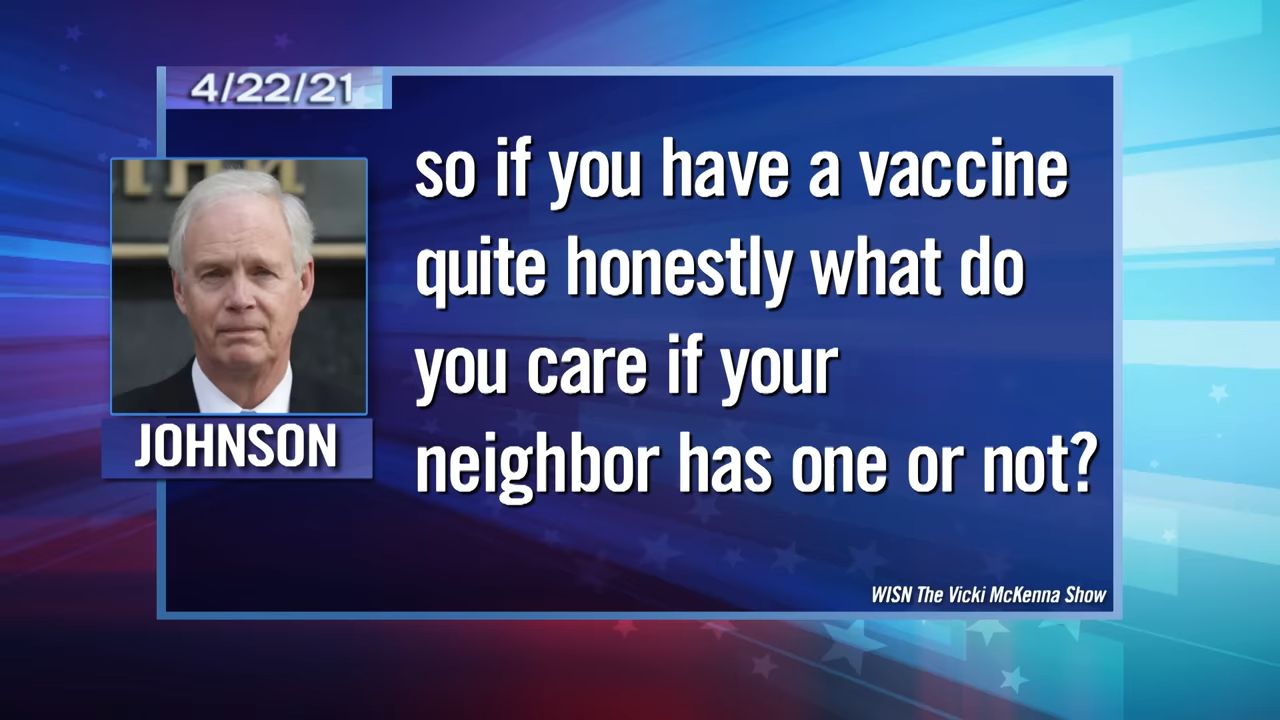 4/22/21
so if you have a vaccine
quite honestly what do
you care if your
neighbor has one or not?
JOHNSON
WISN The Vicki McKenna Show